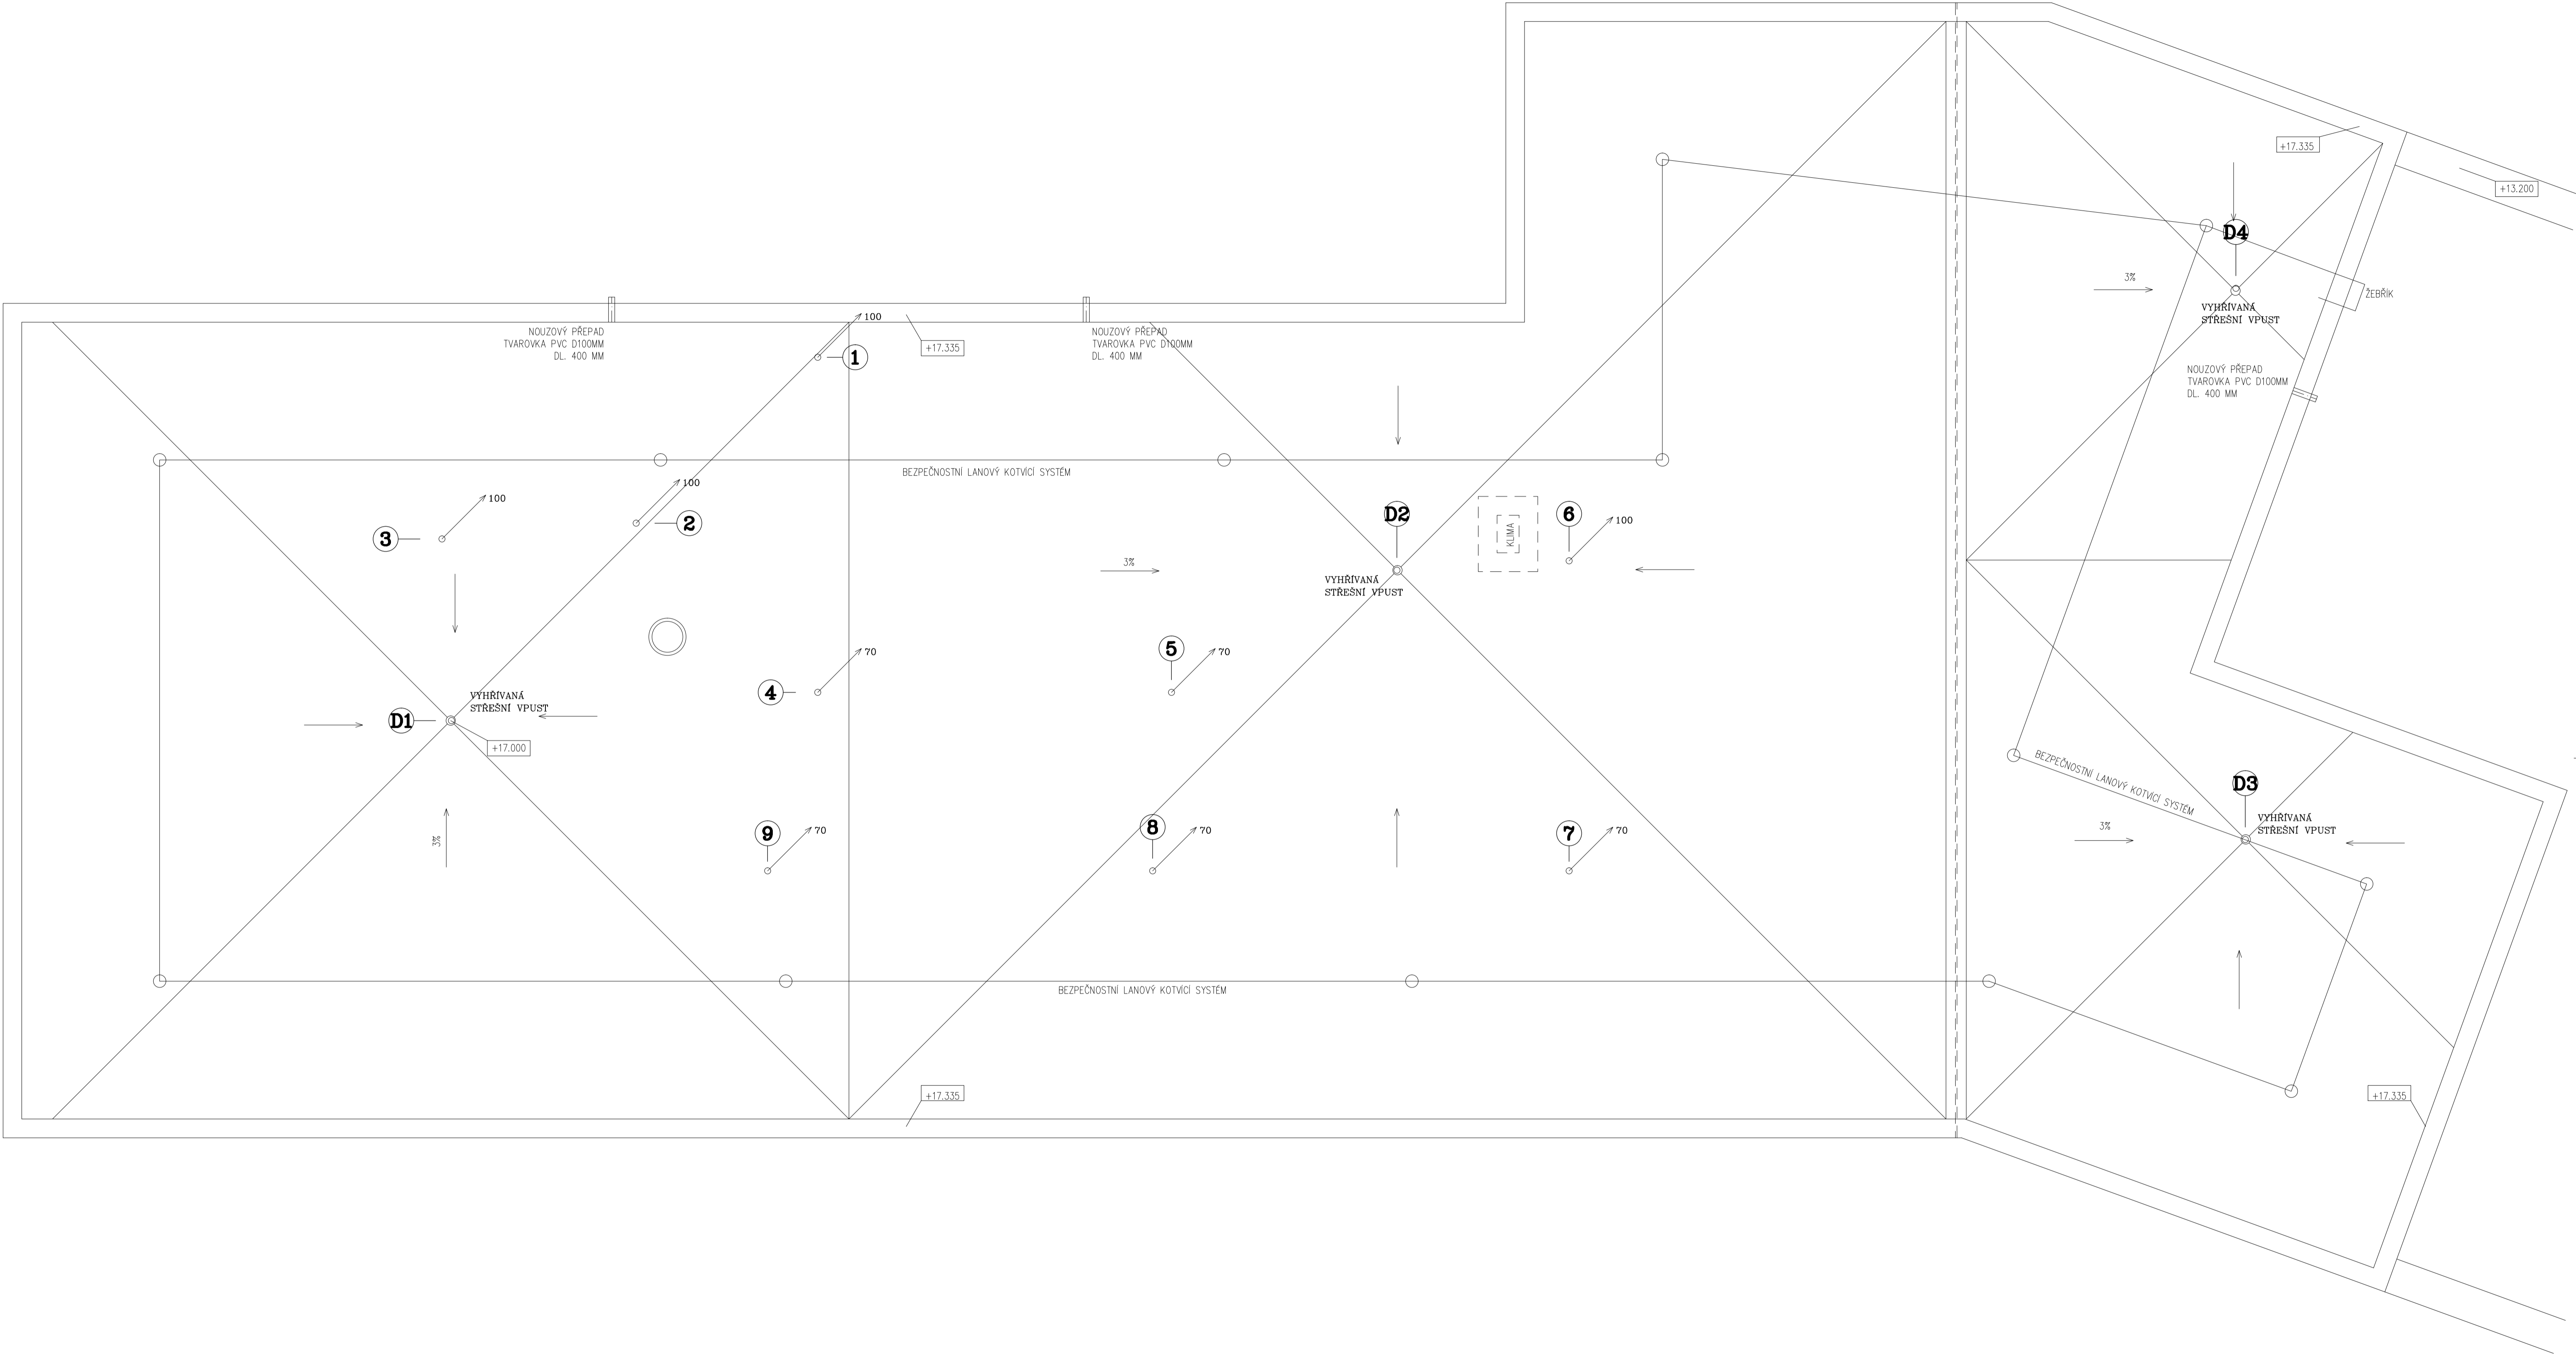 +17.335
+13.200
D4
3%
ŽEBŘÍK
VYHŘÍVANÁ
STŘEŠNÍ VPUST
100
NOUZOVÝ PŘEPAD
TVAROVKA PVC D100MM
DL. 400 MM
+17.335
NOUZOVÝ PŘEPAD
TVAROVKA PVC D100MM
DL. 400 MM
1
NOUZOVÝ PŘEPAD
TVAROVKA PVC D100MM
DL. 400 MM
BEZPEČNOSTNÍ LANOVÝ KOTVÍCÍ SYSTÉM
100
2
100
3
D2
KLIMA
6
100
3%
VYHŘÍVANÁ
STŘEŠNÍ VPUST
70
4
5
70
VYHŘÍVANÁ
STŘEŠNÍ VPUST
D1
+17.000
BEZPEČNOSTNÍ LANOVÝ KOTVÍCÍ SYSTÉM
D3
VYHŘÍVANÁ
STŘEŠNÍ VPUST
3%
3%
9
70
8
70
7
70
BEZPEČNOSTNÍ LANOVÝ KOTVÍCÍ SYSTÉM
+17.335
+17.335